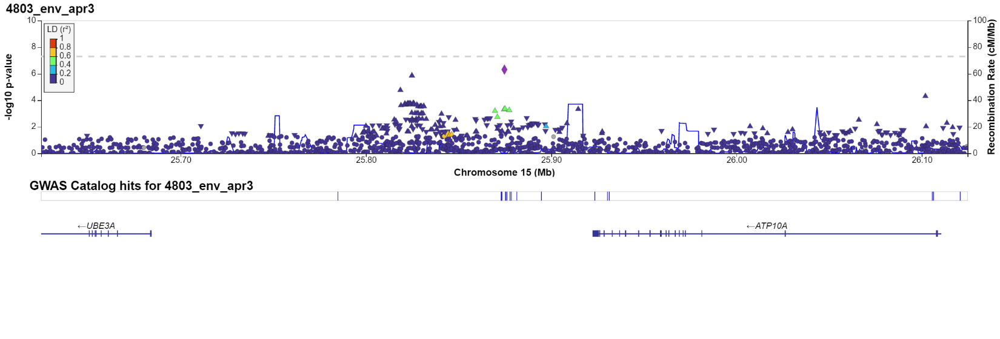 4803_env_apr3
10
8
6
4
2
0
-log10 p-value
LD (r²)
1
0.8
0.6
0.4
0.2
0
100
80
60
40
20
0
Recombination Rate (cM/Mb)
25.70
25.80
25.90
26.00
26.10
Chromosome 15 (Mb)
GWAS Catalog hits for 4803_env_apr3
←UBE3A
←ATP10A